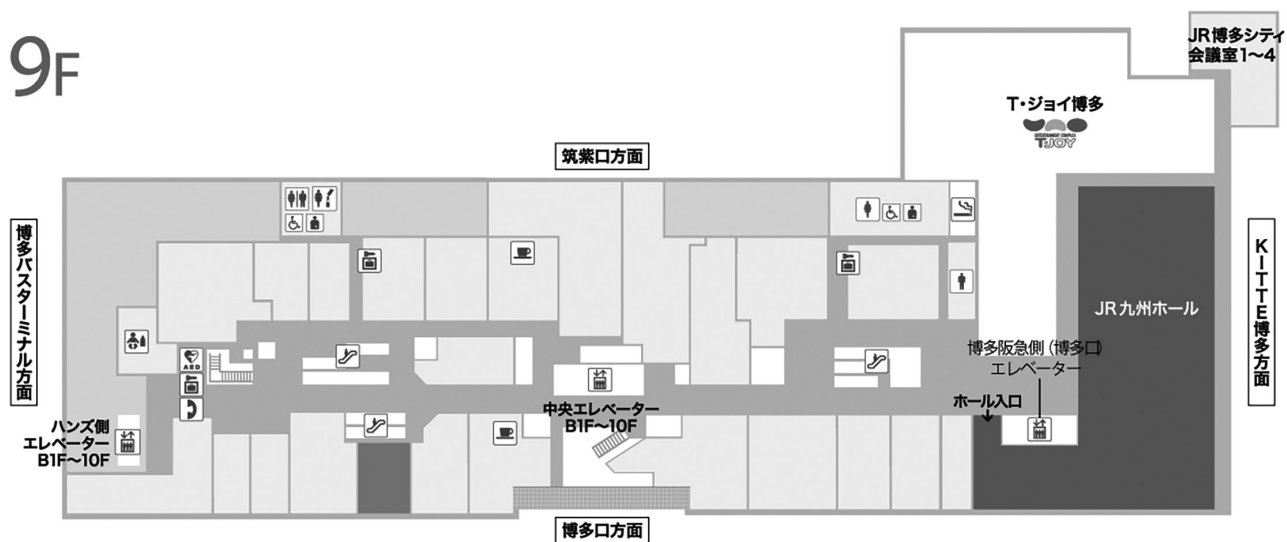 9F
JR博多シティ
会議室1〜4
T・ジョイ博多
ENTERTAINMENT COMPLEX
T・JOY
筑紫口方面
博多バスターミナル方面
KITTE博多方面
JR九州ホール
博多阪急側（博多口）
エレベーター
AED
ホール入口
中央エレベーター
B1F〜10F
ハンズ側
エレベーター
B1F〜10F
博多口方面